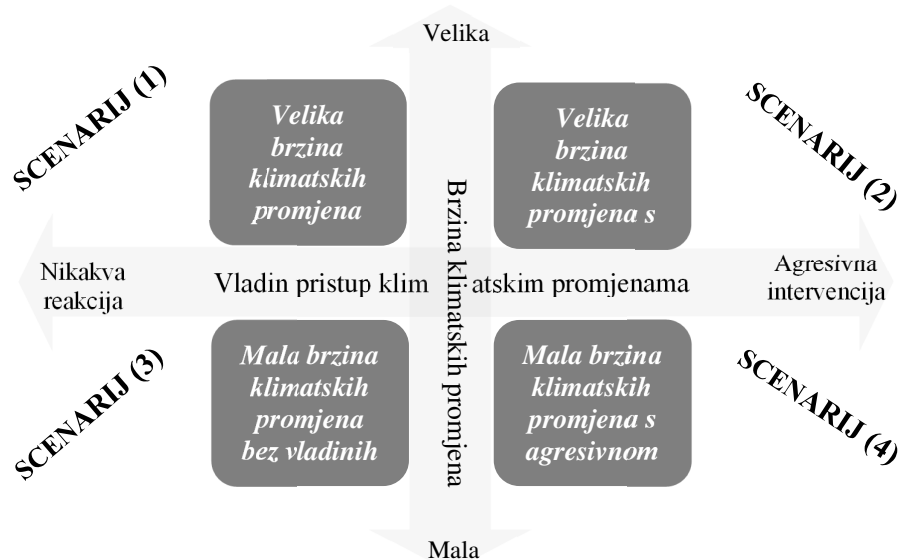 Velika
SCENARIJ (1)
Velika
brzina
klimatskih
promjena
Velika
brzina
klimatskih
promjena s
SCENARIJ (2)
Nikakva
reakcija
Vladin pristup klimatskim promjenama
Brzina klimatskih promjena
Agresivna
intervencija
SCENARIJ (3)
Mala brzina
klimatskih
promjena
bez vladinih
Mala brzina
klimatskih
promjena s
agresivnom
SCENARIJ (4)
Mala